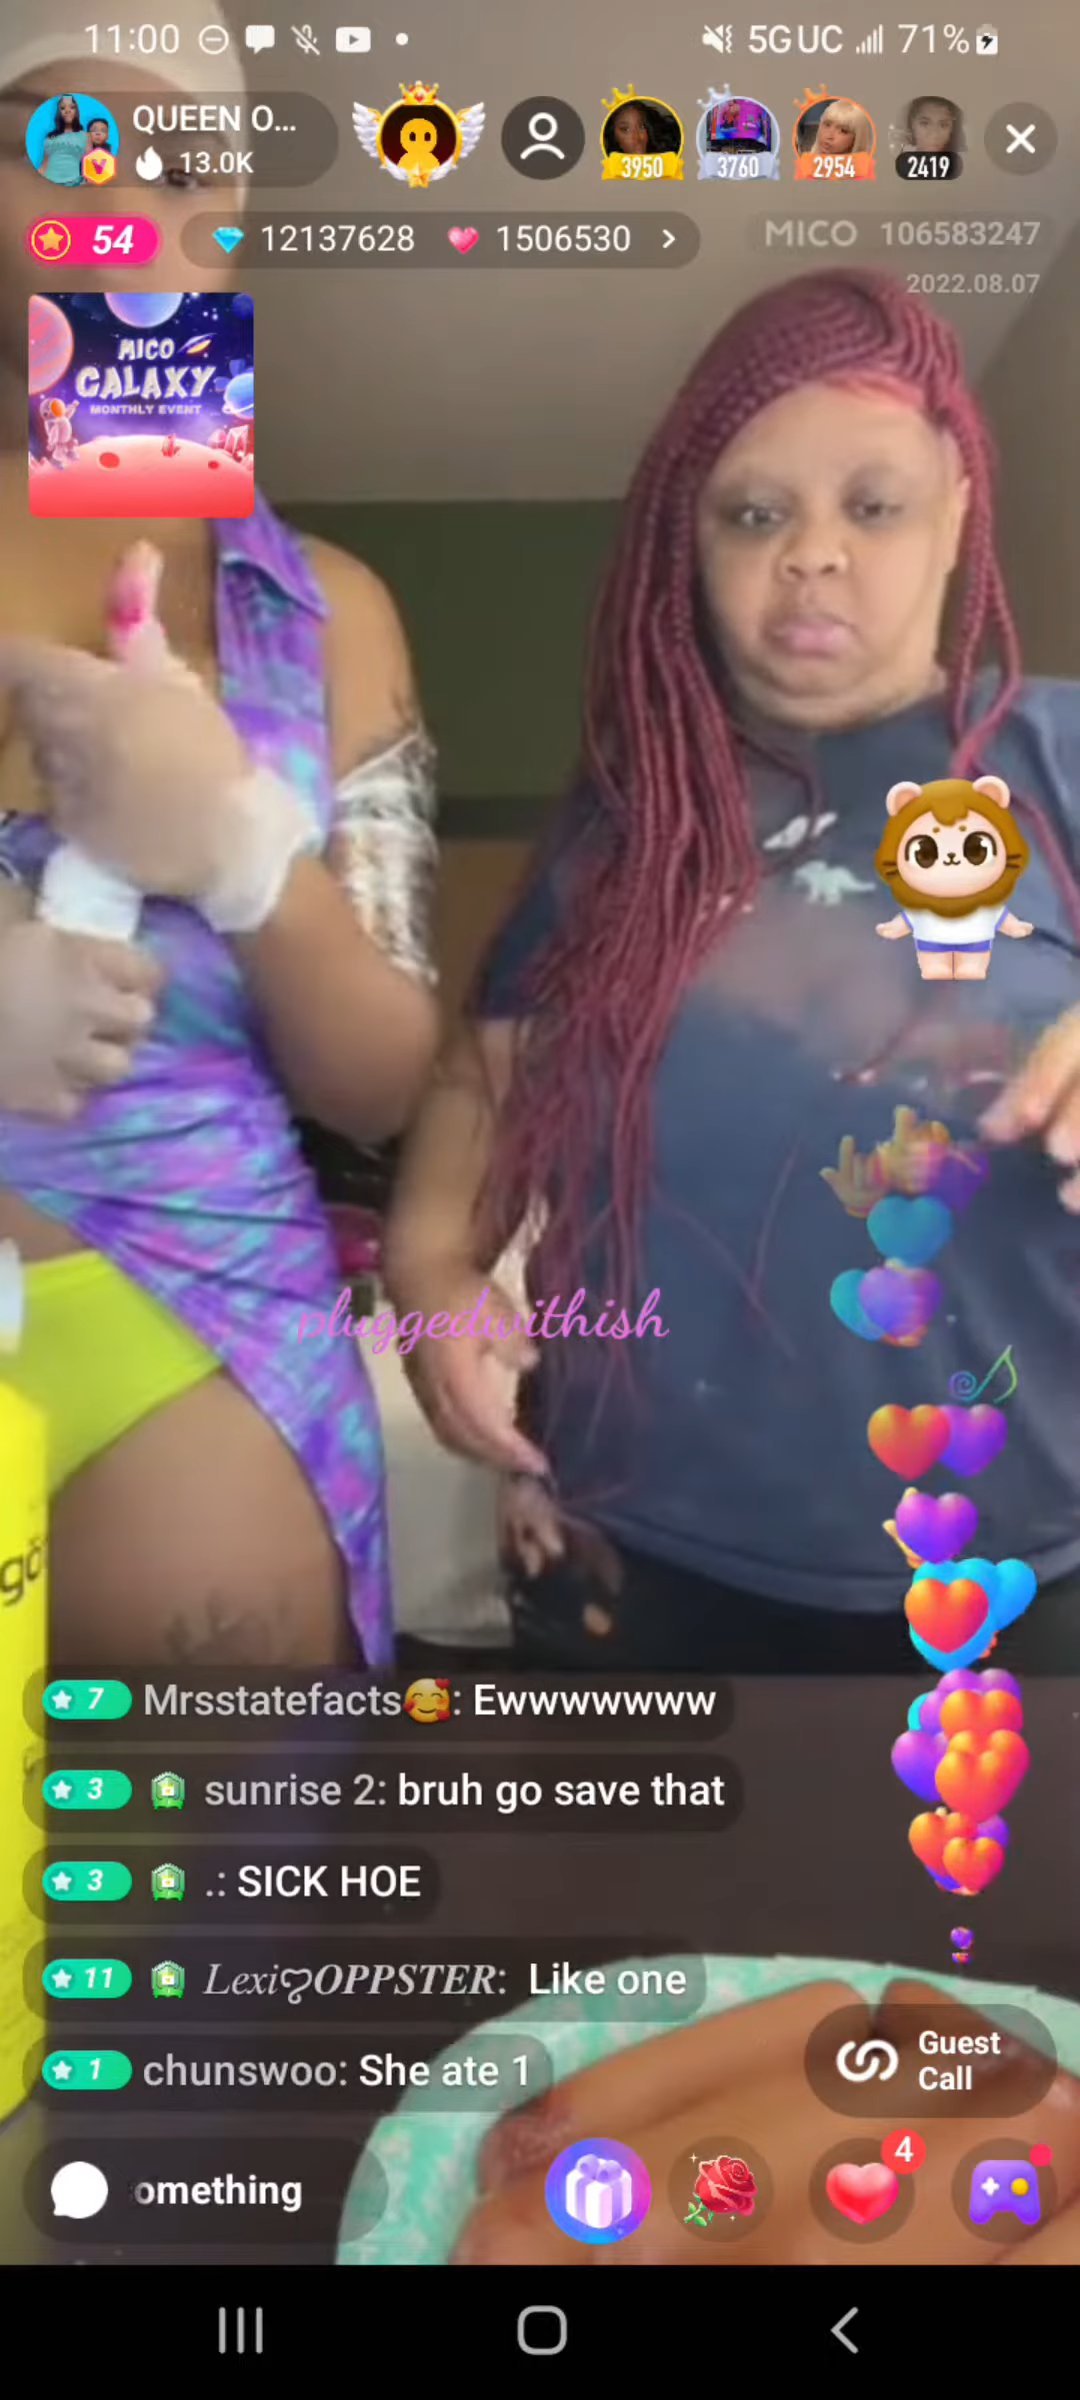 11:00
5G UC 71%
QUEEN O...
13.0K
3950
3760
2954
2419
54
12137628
1506530
MICO 106583247
2022.08.07
MICO
GALAXY
MONTHLY EVENT
pluggedwithish
7 Mrsstatefacts🥰: Ewwwwwww
3 sunrise 2: bruh go save that
3 .: SICK HOE
11 Lexiღ OPPSTER: Like one
1 chunswoo: She ate 1
Guest
Call
omething
4